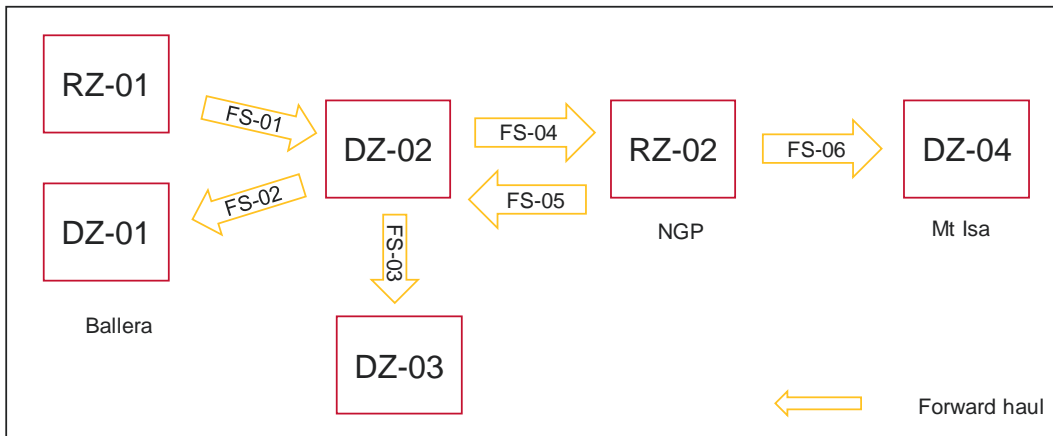 RZ-01
FS-01
DZ-02
FS-04
RZ-02
FS-06
DZ-04
DZ-01
FS-02
FS-05
FS-03
NGP
Mt Isa
Ballera
DZ-03
Forward haul